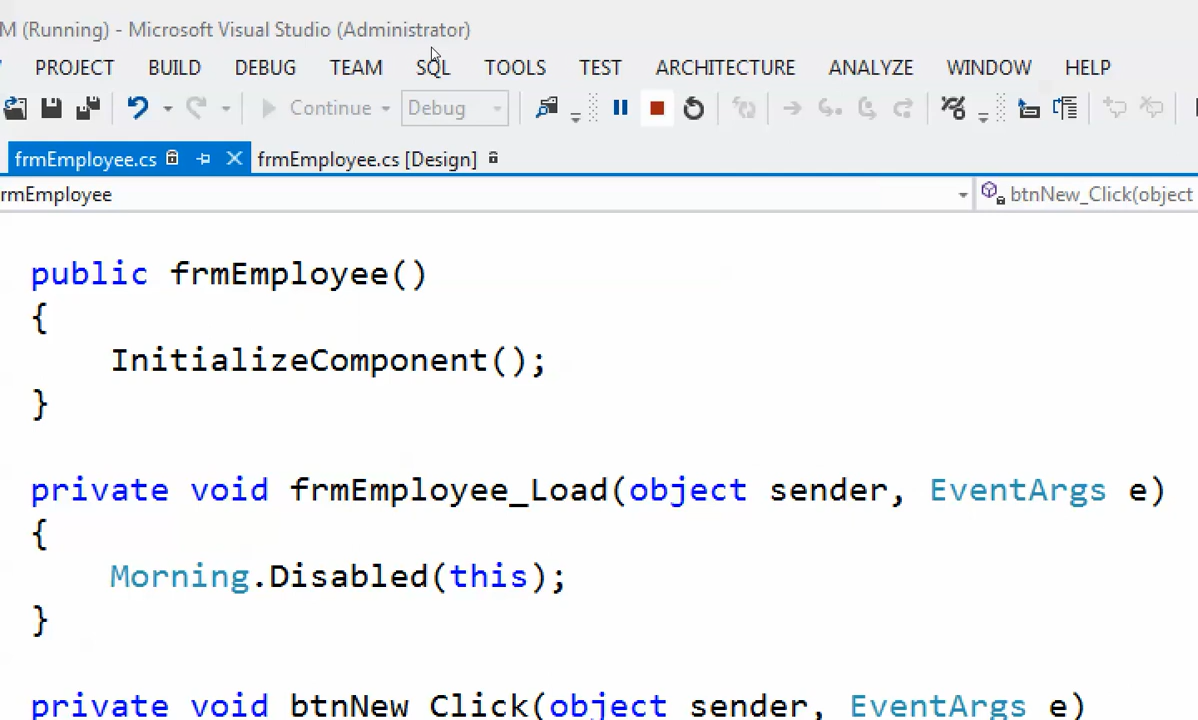 M (Running) - Microsoft Visual Studio (Administrator)
PROJECT BUILD DEBUG TEAM SQL TOOLS TEST ARCHITECTURE ANALYZE WINDOW HELP
Continue Debug
frmEmployee.cs frmEmployee.cs [Design]
rmEmployee btnNew_Click(object
public frmEmployee()
{
InitializeComponent();
}
private void frmEmployee_Load(object sender, EventArgs e)
{
Morning.Disabled(this);
}
private void btnNew_Click(object sender, EventArgs e)